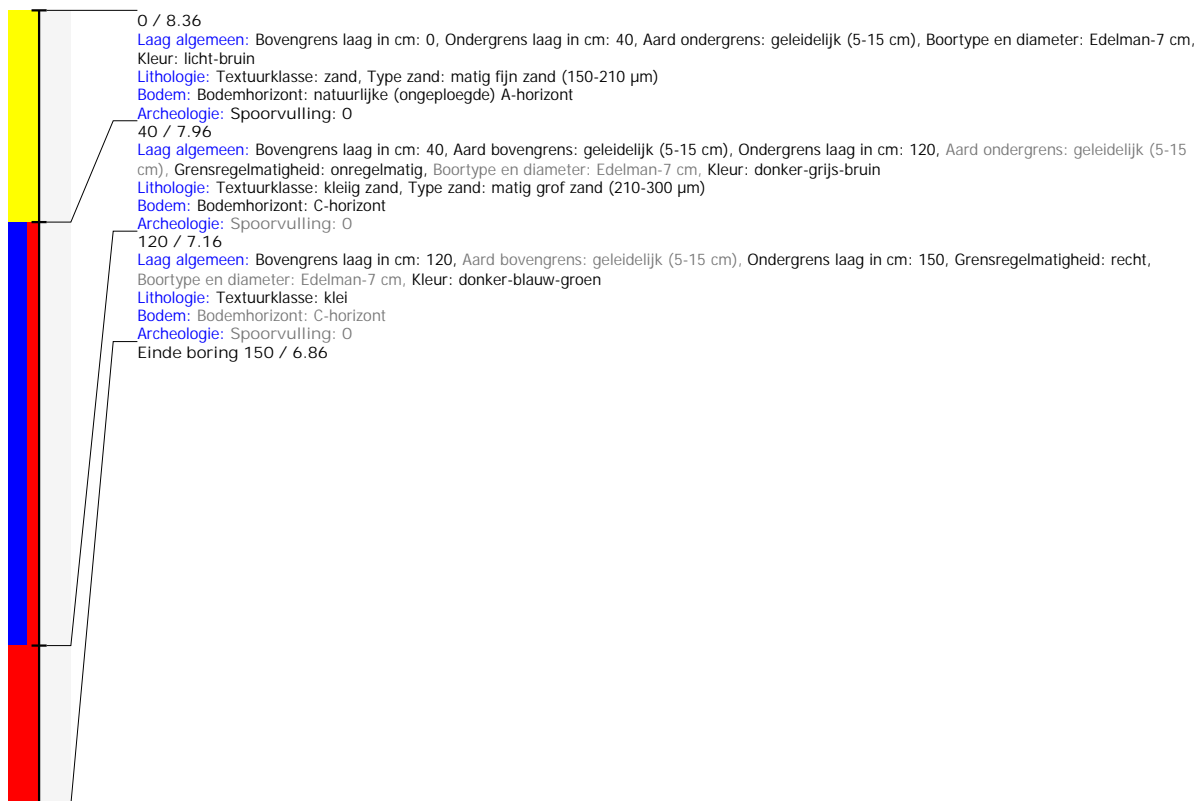 0 / 8.36
Laag algemeen: Bovengrens laag in cm: 0, Ondergrens laag in cm: 40, Aard ondergrens: geleidelijk (5-15 cm), Boortype en diameter: Edelman-7 cm,
Kleur: licht-bruin
Lithologie: Textuurklasse: zand, Type zand: matig fijn zand (150-210 µm)
Bodem: Bodemhorizont: natuurlijke (ongeploegde) A-horizont
Archeologie: Spoorvulling: 0
40 / 7.96
Laag algemeen: Bovengrens laag in cm: 40, Aard bovengrens: geleidelijk (5-15 cm), Ondergrens laag in cm: 120, Aard ondergrens: geleidelijk (5-15
cm), Grensregelmatigheid: onregelmatig, Boortype en diameter: Edelman-7 cm, Kleur: donker-grijs-bruin
Lithologie: Textuurklasse: kleiig zand, Type zand: matig grof zand (210-300 µm)
Bodem: Bodemhorizont: C-horizont
Archeologie: Spoorvulling: 0
120 / 7.16
Laag algemeen: Bovengrens laag in cm: 120, Aard bovengrens: geleidelijk (5-15 cm), Ondergrens laag in cm: 150, Grensregelmatigheid: recht,
Boortype en diameter: Edelman-7 cm, Kleur: donker-blauw-groen
Lithologie: Textuurklasse: klei
Bodem: Bodemhorizont: C-horizont
Archeologie: Spoorvulling: 0
Einde boring 150 / 6.86